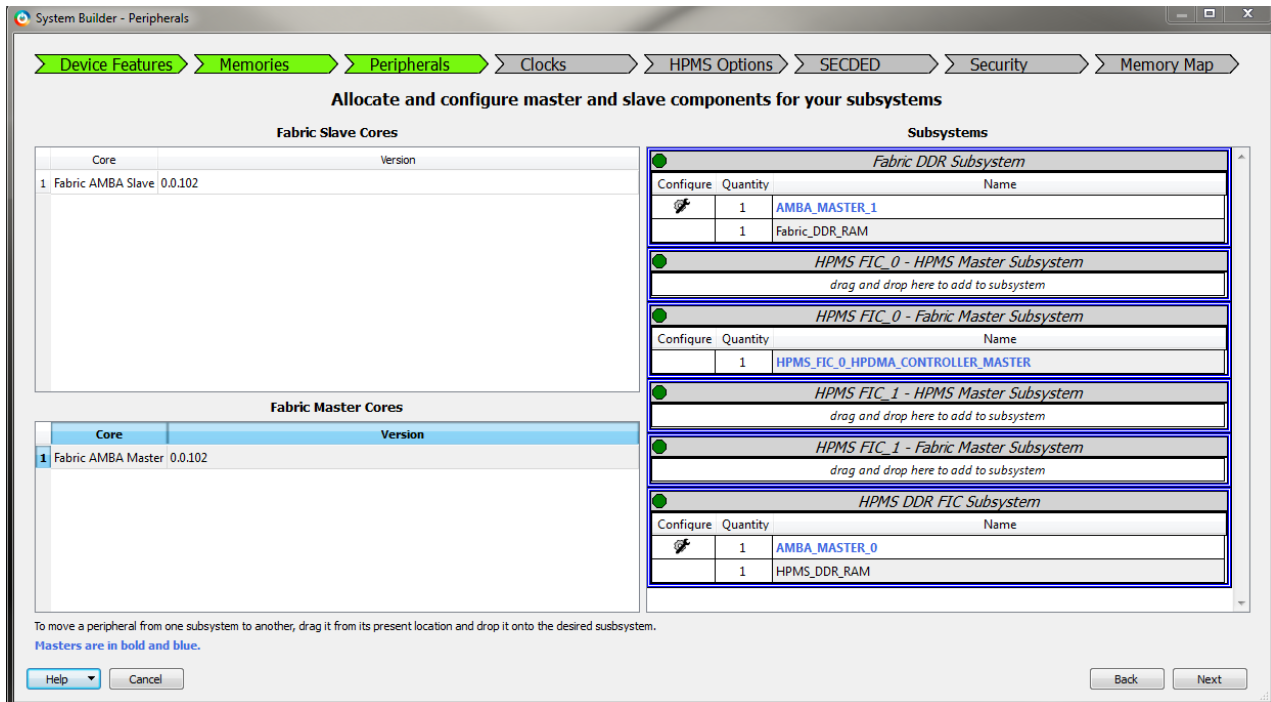 System Builder - Peripherals
Device Features Memories Peripherals Clocks HPMS Options SECDED Security Memory Map
Allocate and configure master and slave components for your subsystems
Fabric Slave Cores
Core Version
1 Fabric AMBA Slave 0.0.102
Fabric Master Cores
Core Version
1 Fabric AMBA Master 0.0.102
Subsystems
Fabric DDR Subsystem
Configure Quantity Name
1 AMBA_MASTER_1
1 Fabric_DDR_RAM
HPMS FIC_0 - HPMS Master Subsystem
drag and drop here to add to subsystem
HPMS FIC_0 - Fabric Master Subsystem
Configure Quantity Name
1 HPMS_FIC_0_HPDMA_CONTROLLER_MASTER
HPMS FIC_1 - HPMS Master Subsystem
drag and drop here to add to subsystem
HPMS FIC_1 - Fabric Master Subsystem
drag and drop here to add to subsystem
HPMS DDR FIC Subsystem
Configure Quantity Name
1 AMBA_MASTER_0
1 HPMS_DDR_RAM
To move a peripheral from one subsystem to another, drag it from its present location and drop it onto the desired susbsystem.
Masters are in bold and blue.
Help Cancel Back Next